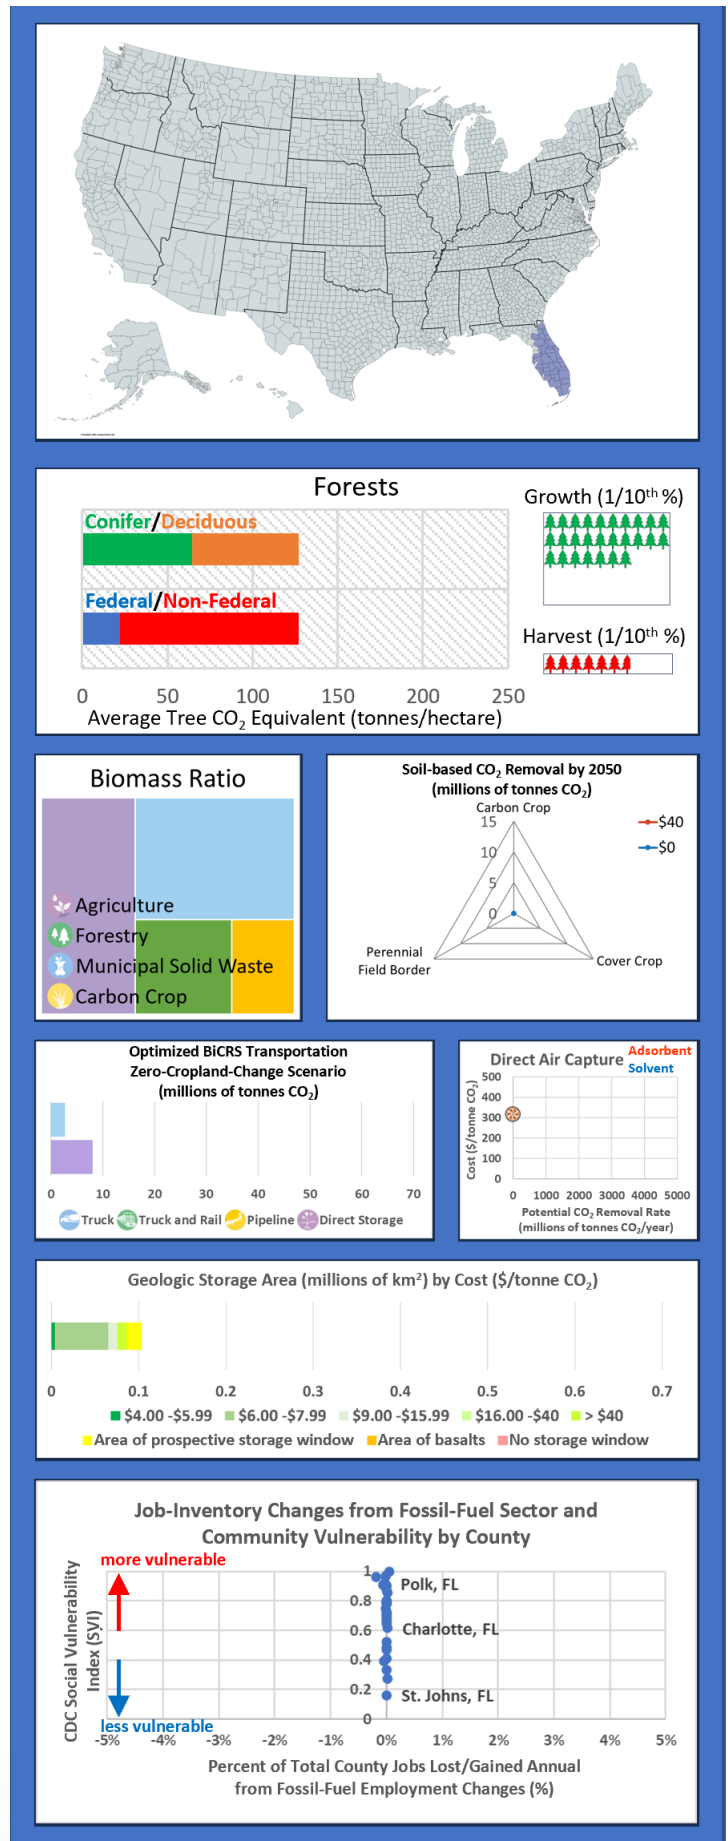 Forests
Conifer/Deciduous
Federal/Non-Federal
0 50 100 150 200 250
Average Tree CO₂ Equivalent (tonnes/hectare)
Growth (1/10th %)
Harvest (1/10th %)
Biomass Ratio
Agriculture
Forestry
Municipal Solid Waste
Carbon Crop
Soil-based CO₂ Removal by 2050
(millions of tonnes CO₂)
Carbon Crop
15
10
5
0
$40
$0
Perennial
Field Border
Cover Crop
Optimized BiCRS Transportation
Zero-Cropland-Change Scenario
(millions of tonnes CO₂)
0 10 20 30 40 50 60 70
Truck Truck and Rail Pipeline Direct Storage
Direct Air Capture
Adsorbent
Solvent
Cost ($/tonne CO₂)
500
400
300
200
100
0
0 1000 2000 3000 4000 5000
Potential CO₂ Removal Rate
(millions of tonnes CO₂/year)
Geologic Storage Area (millions of km²) by Cost ($/tonne CO₂)
0 0.1 0.2 0.3 0.4 0.5 0.6 0.7
$4.00 -$5.99 $6.00 -$7.99 $9.00 -$15.99 $16.00 -$40 > $40
Area of prospective storage window Area of basalts No storage window
Job-Inventory Changes from Fossil-Fuel Sector and
Community Vulnerability by County
CDC Social Vulnerability
Index (SVI)
more vulnerable
less vulnerable
1
0.8
0.6
0.4
0.2
0
Polk, FL
Charlotte, FL
St. Johns, FL
-5% -4% -3% -2% -1% 0% 1% 2% 3% 4% 5%
Percent of Total County Jobs Lost/Gained Annual
from Fossil-Fuel Employment Changes (%)